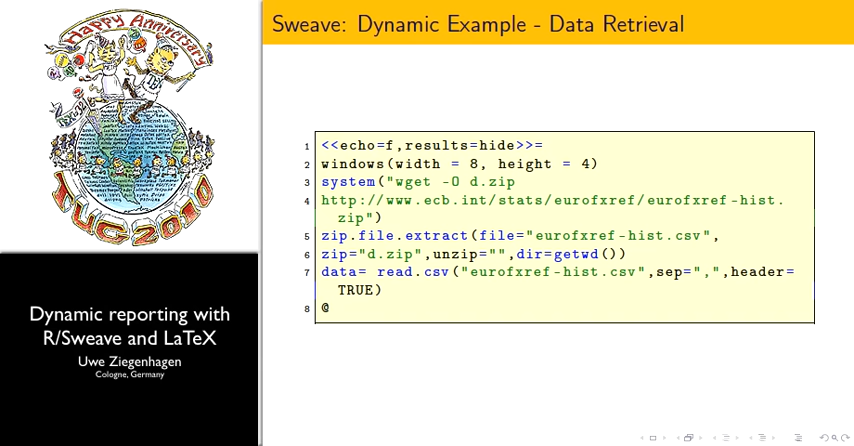 Happy Anniversary
TUG 2010
Dynamic reporting with
R/Sweave and LaTeX
Uwe Ziegenhagen
Cologne, Germany
Sweave: Dynamic Example - Data Retrieval
1 <<echo=f,results=hide>>=
2 windows(width = 8, height = 4)
3 system("wget -O d.zip
4 http://www.ecb.int/stats/eurofxref/eurofxref-hist.
zip")
5 zip.file.extract(file="eurofxref-hist.csv",
6 zip="d.zip",unzip="",dir=getwd())
7 data= read.csv("eurofxref-hist.csv",sep=",",header=
TRUE)
8 @